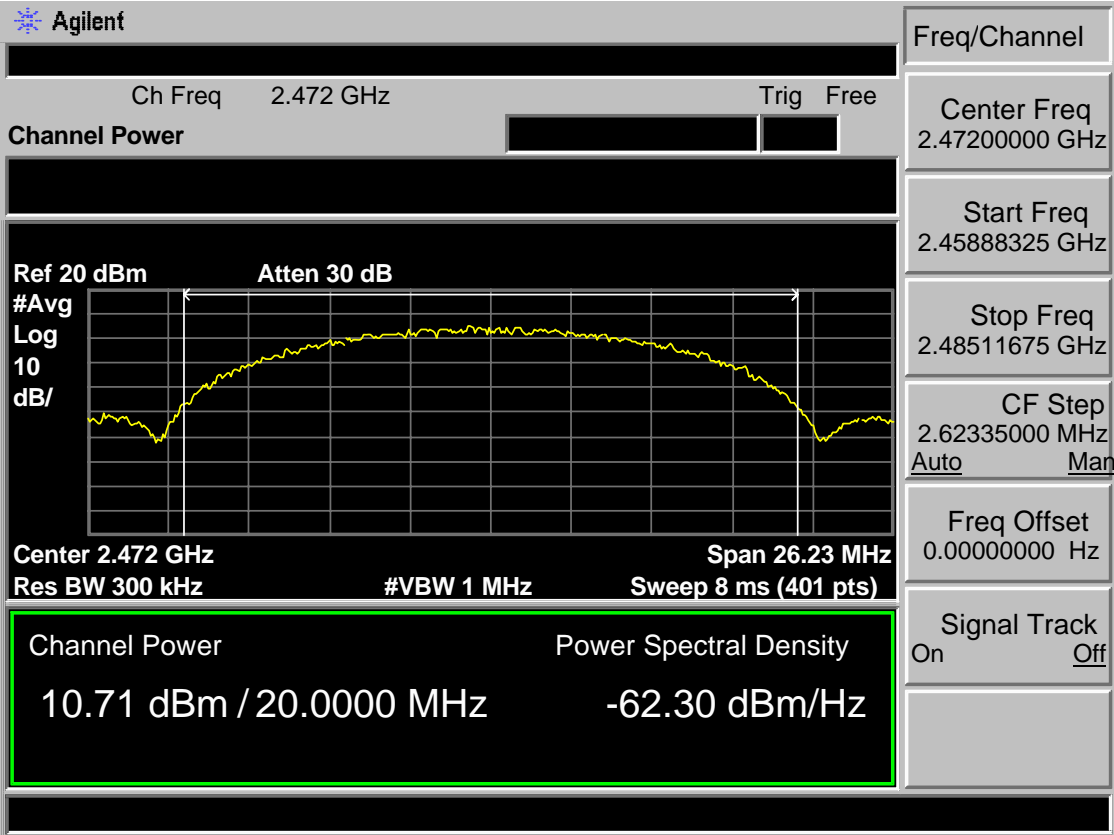 Agilent
Ch Freq 2.472 GHz Trig Free
Channel Power
Ref 20 dBm Atten 30 dB
#Avg
Log
10
dB/
Center 2.472 GHz Span 26.23 MHz
Res BW 300 kHz #VBW 1 MHz Sweep 8 ms (401 pts)
Channel Power Power Spectral Density
10.71 dBm / 20.0000 MHz -62.30 dBm/Hz
Freq/Channel
Center Freq
2.47200000 GHz
Start Freq
2.45888325 GHz
Stop Freq
2.48511675 GHz
CF Step
2.62335000 MHz
Auto Man
Freq Offset
0.00000000 Hz
Signal Track
On Off